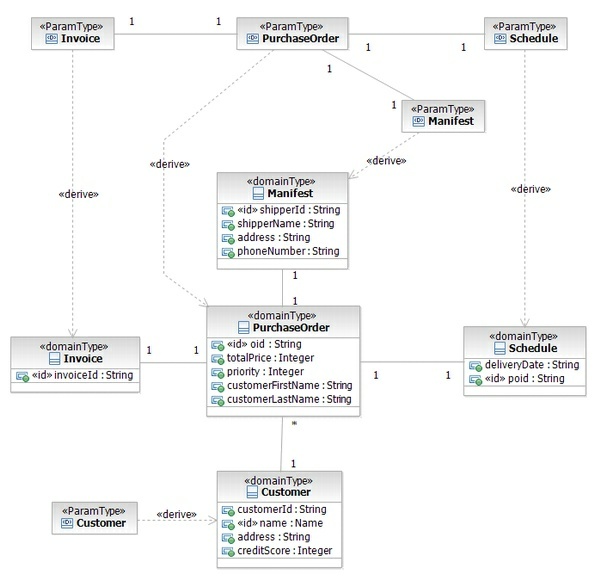 «ParamType»
Invoice
1
1
«ParamType»
PurchaseOrder
1
1
«ParamType»
Schedule
1
1
«ParamType»
Manifest
«derive»
«derive»
«derive»
«derive»
«domainType»
Manifest
«id» shipperId : String
shipperName : String
address : String
phoneNumber : String
1
1
«domainType»
PurchaseOrder
«id» oid : String
totalPrice : Integer
priority : Integer
customerFirstName : String
customerLastName : String
«domainType»
Invoice
«id» invoiceId : String
1
1
1
1
«domainType»
Schedule
deliveryDate : String
«id» poid : String
*
1
«domainType»
Customer
customerId : String
«id» name : Name
address : String
creditScore : Integer
«ParamType»
Customer
«derive»